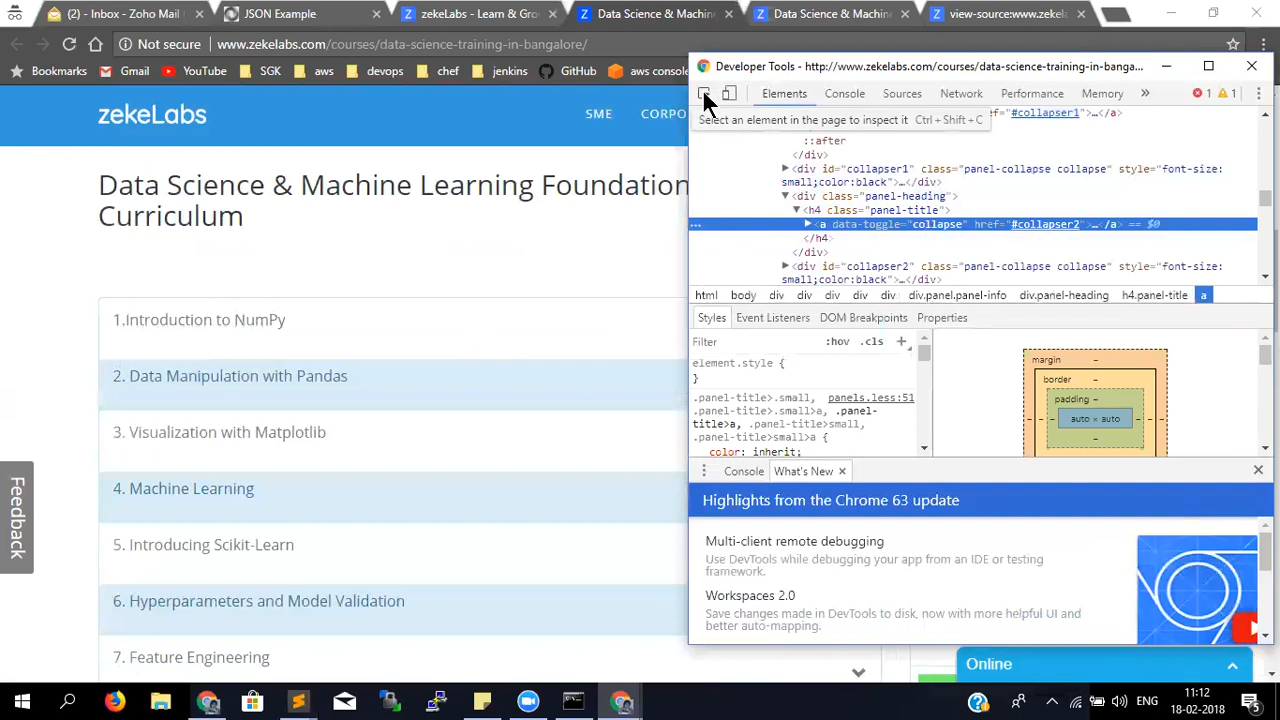 (2) - Inbox - Zoho Mail
JSON Example
zekeLabs - Learn & Gro
Data Science & Machin
Data Science & Machin
view-source:www.zekel
Not secure
www.zekelabs.com/courses/data-science-training-in-bangalore/
Bookmarks
Gmail
YouTube
SGK
aws
devops
chef
jenkins
GitHub
aws console
zekeLabs
SME
CORPO
Data Science & Machine Learning Foundation
Curriculum
1.Introduction to NumPy
2. Data Manipulation with Pandas
3. Visualization with Matplotlib
4. Machine Learning
5. Introducing Scikit-Learn
6. Hyperparameters and Model Validation
7. Feature Engineering
Feedback
Developer Tools - http://www.zekelabs.com/courses/data-science-training-in-banga...
Elements
Console
Sources
Network
Performance
Memory
»
1
1
Select an element in the page to inspect it Ctrl + Shift + C
ref="#collapser1">…</a>
::after
</div>
<div id="collapser1" class="panel-collapse collapse" style="font-size:
small;color:black">…</div>
<div class="panel-heading">
<h4 class="panel-title">
<a data-toggle="collapse" href="#collapser2">…</a> == $0
</h4>
</div>
<div id="collapser2" class="panel-collapse collapse" style="font-size:
small;color:black">…</div>
html
body
div
div
div
div
div.panel.panel-info
div.panel-heading
h4.panel-title
a
Styles
Event Listeners
DOM Breakpoints
Properties
Filter
:hov
.cls
+
element.style {
}
.panel-title>.small,
panels.less:51
.panel-title>.small>a, .panel-
title>a, .panel-title>small,
.panel-title>small>a {
color: inherit;
margin
border
padding
auto × auto
Console
What's New
Highlights from the Chrome 63 update
Multi-client remote debugging
Use DevTools while debugging your app from an IDE or testing
framework.
Workspaces 2.0
Save changes made in DevTools to disk, now with more helpful UI and
better auto-mapping.
Online
ENG
11:12
18-02-2018
5